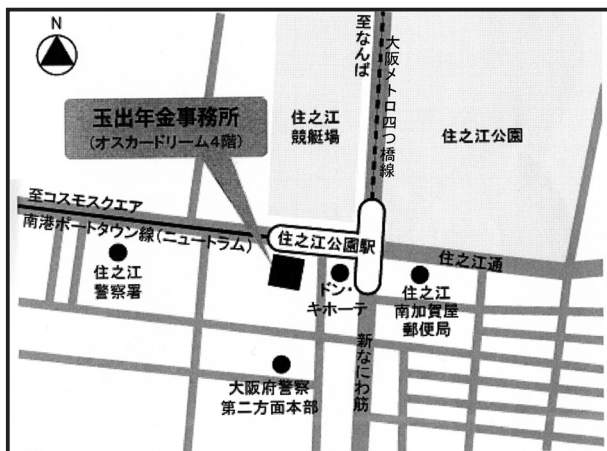 N
玉出年金事務所
(オスカードリーム4階)
住之江
競艇場
至なんば
大阪メトロ四つ橋線
住之江公園
至コスモスクエア
南港ポートタウン線(ニュートラム)
住之江公園駅
住之江通
住之江
警察署
ドン・
キホーテ
住之江
南加賀屋
郵便局
新なにわ筋
大阪府警察
第二方面本部